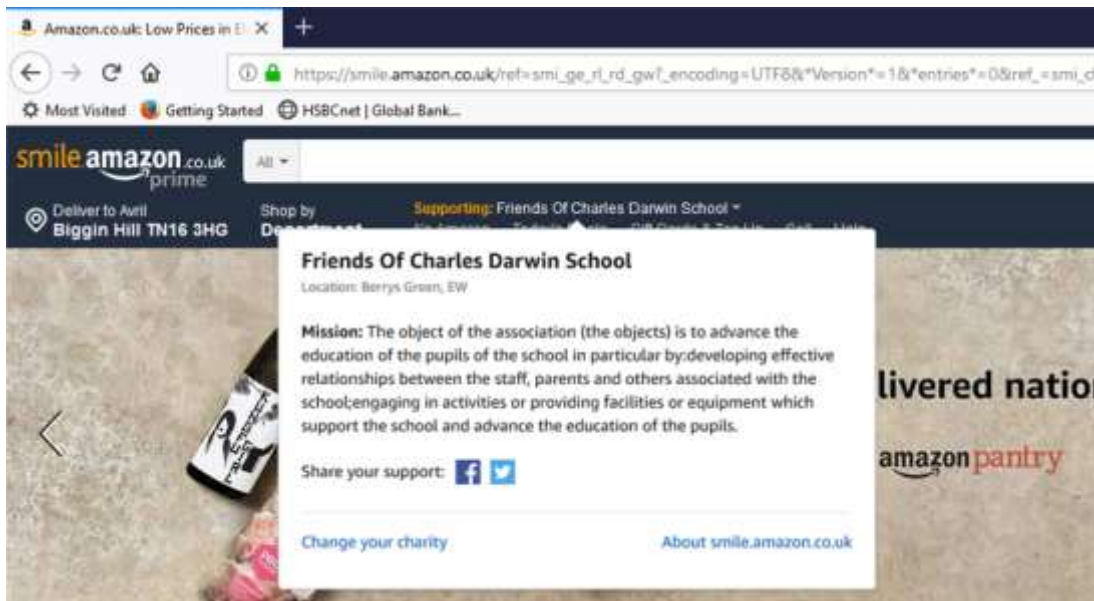 Amazon.co.uk: Low Prices in El
https://smile.amazon.co.uk/ref=smi_ge_rl_rd_gw?_encoding=UTF8&*Version*=1&*entries*=0&ref_=smi_c
Most Visited Getting Started HSBCnet | Global Bank...
smile.amazon.co.uk
All
prime
Deliver to Avril Shop by Supporting: Friends Of Charles Darwin School
Biggin Hill TN16 3HG Department
Friends Of Charles Darwin School
Location: Berrys Green, EW
Mission: The object of the association (the objects) is to advance the
education of the pupils of the school in particular by:developing effective
relationships between the staff, parents and others associated with the
school;engaging in activities or providing facilities or equipment which
support the school and advance the education of the pupils.
livered natio
amazon pantry
Share your support:
Change your charity About smile.amazon.co.uk